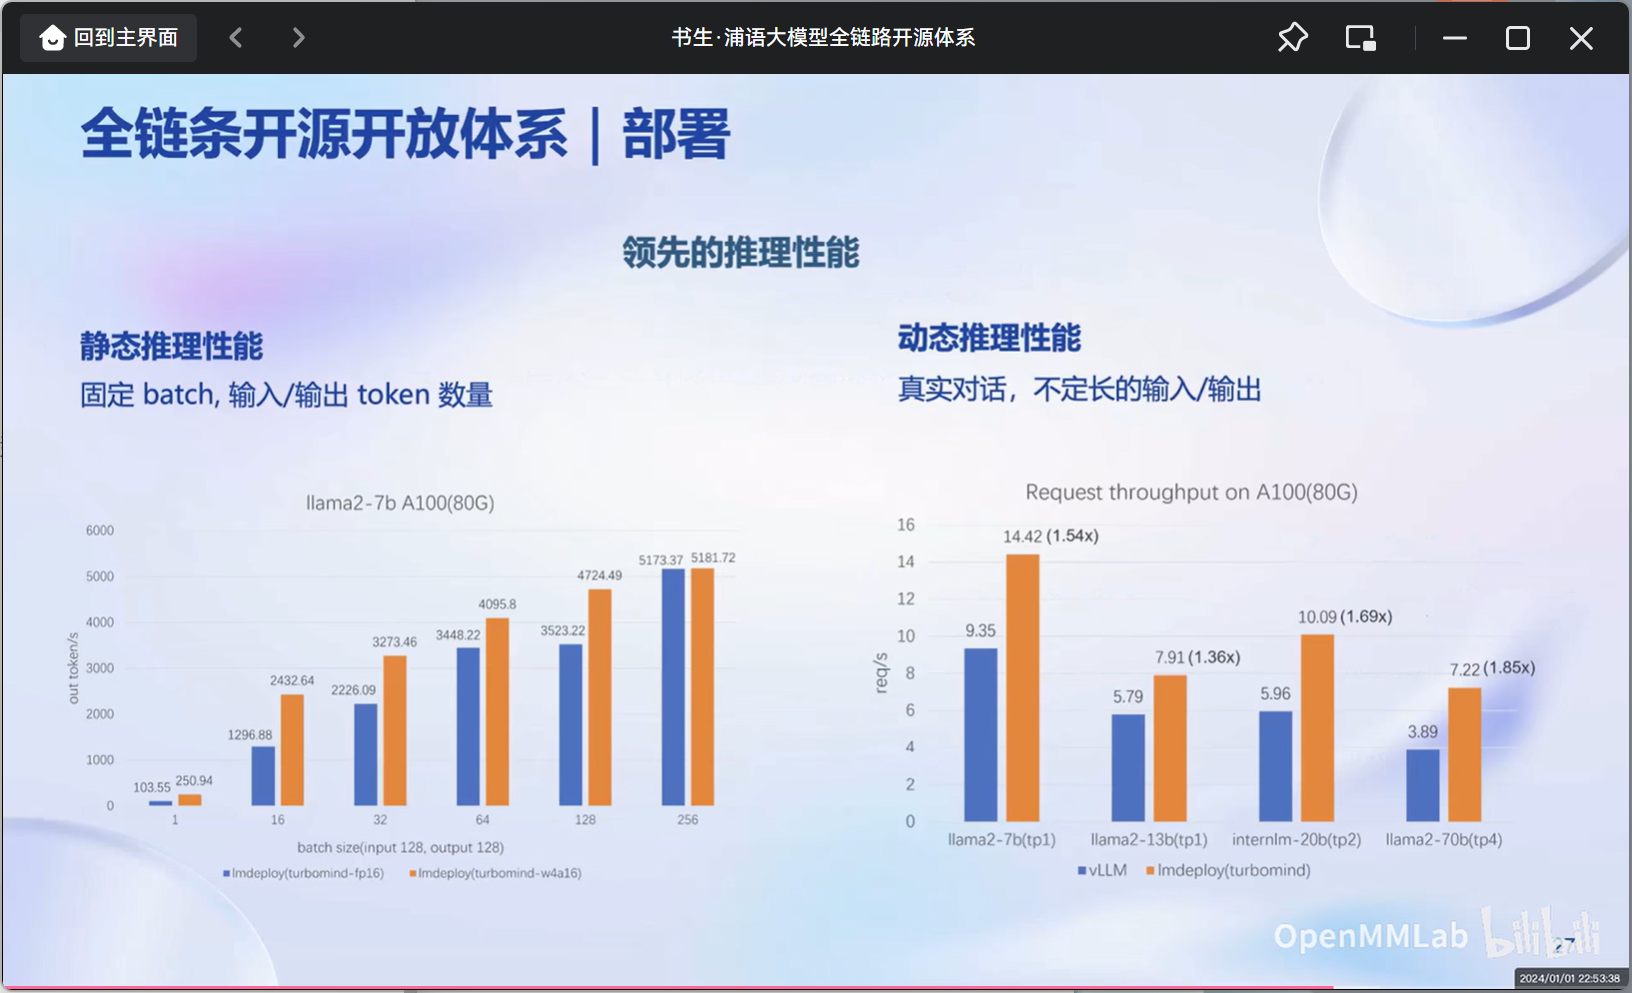 回到主界面
书生·浦语大模型全链路开源体系
全链条开源开放体系｜部署
领先的推理性能
静态推理性能
固定 batch, 输入/输出 token 数量
动态推理性能
真实对话，不定长的输入/输出
llama2-7b A100(80G)
6000
5000
4000
3000
2000
1000
0
out token/s
103.55
250.94
1296.88
2432.64
2226.09
3273.46
3448.22
4095.8
3523.22
4724.49
5173.37
5181.72
1
16
32
64
128
256
batch size(input 128, output 128)
lmdeploy(turbomind-fp16)
lmdeploy(turbomind-w4a16)
Request throughput on A100(80G)
16
14
12
10
8
6
4
2
0
req/s
9.35
14.42 (1.54x)
5.79
7.91 (1.36x)
5.96
10.09 (1.69x)
3.89
7.22 (1.85x)
llama2-7b(tp1)
llama2-13b(tp1)
internlm-20b(tp2)
llama2-70b(tp4)
vLLM
lmdeploy(turbomind)
OpenMMLab
bilibili
27
2024/01/01 22:53:38